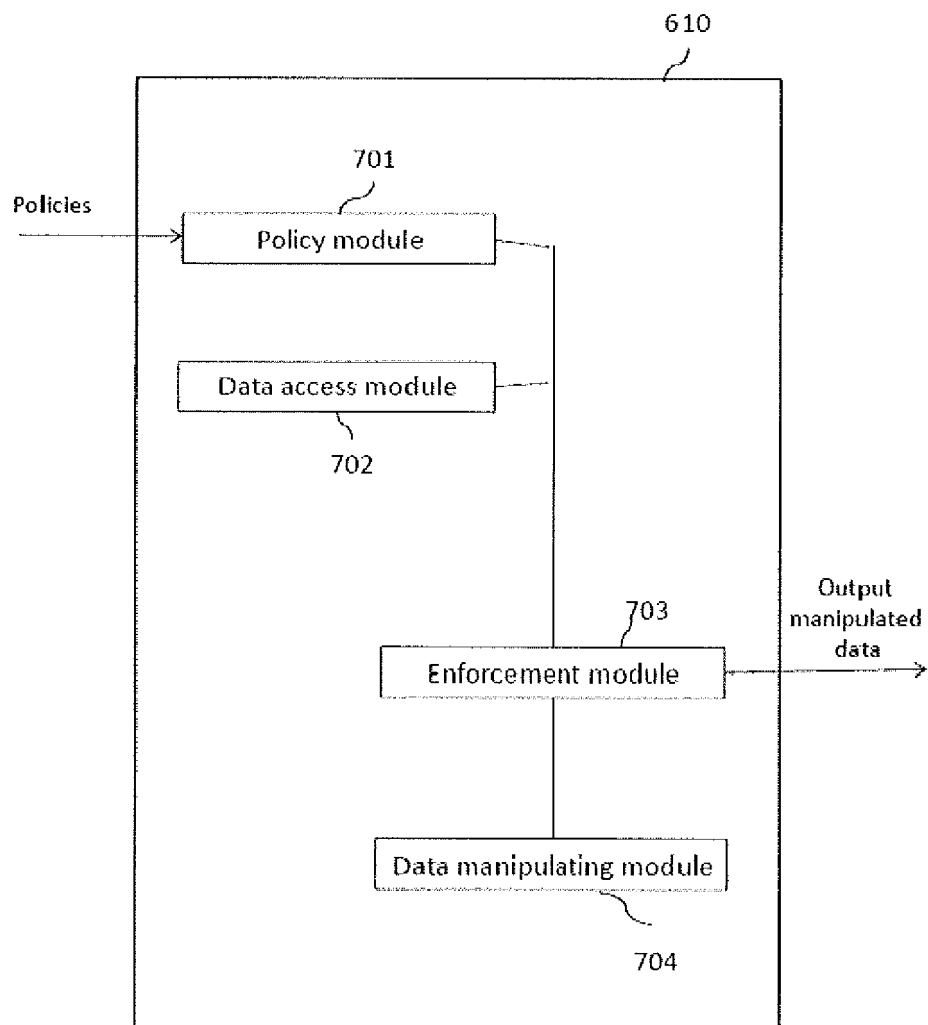 610
701
Policies
Policy module
Data access module
702
Output
manipulated
data
703
Enforcement module
Data manipulating module
704